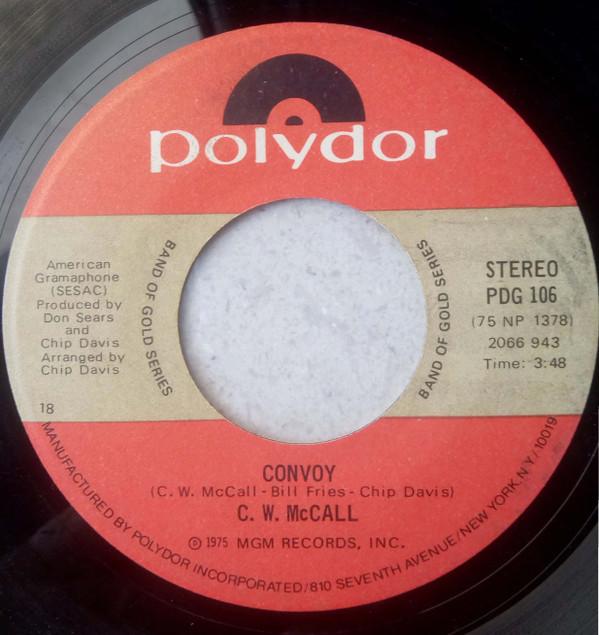 polydor
American
Gramaphone
(SESAC)
Produced by
Don Sears
and
Chip Davis
Arranged by
Chip Davis
18
BAND OF GOLD SERIES
BAND OF GOLD SERIES
STEREO
PDG 106
(75 NP 1378)
2066 943
Time: 3:48
CONVOY
(C. W. McCall - Bill Fries - Chip Davis)
C. W. McCALL
℗ 1975 MGM RECORDS, INC.
MANUFACTURED BY POLYDOR INCORPORATED/810 SEVENTH AVENUE/NEW YORK, N.Y./10019